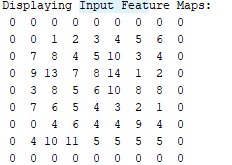 Displaying Input Feature Maps:
0 0 0 0 0 0 0 0 0
0 0 1 2 3 4 5 6 0
0 7 8 4 5 10 3 4 0
0 9 13 7 8 14 1 2 0
0 3 8 5 6 10 8 8 0
0 7 6 5 4 3 2 1 0
0 0 4 6 4 4 9 4 0
0 4 10 11 5 5 5 5 0
0 0 0 0 0 0 0 0 0